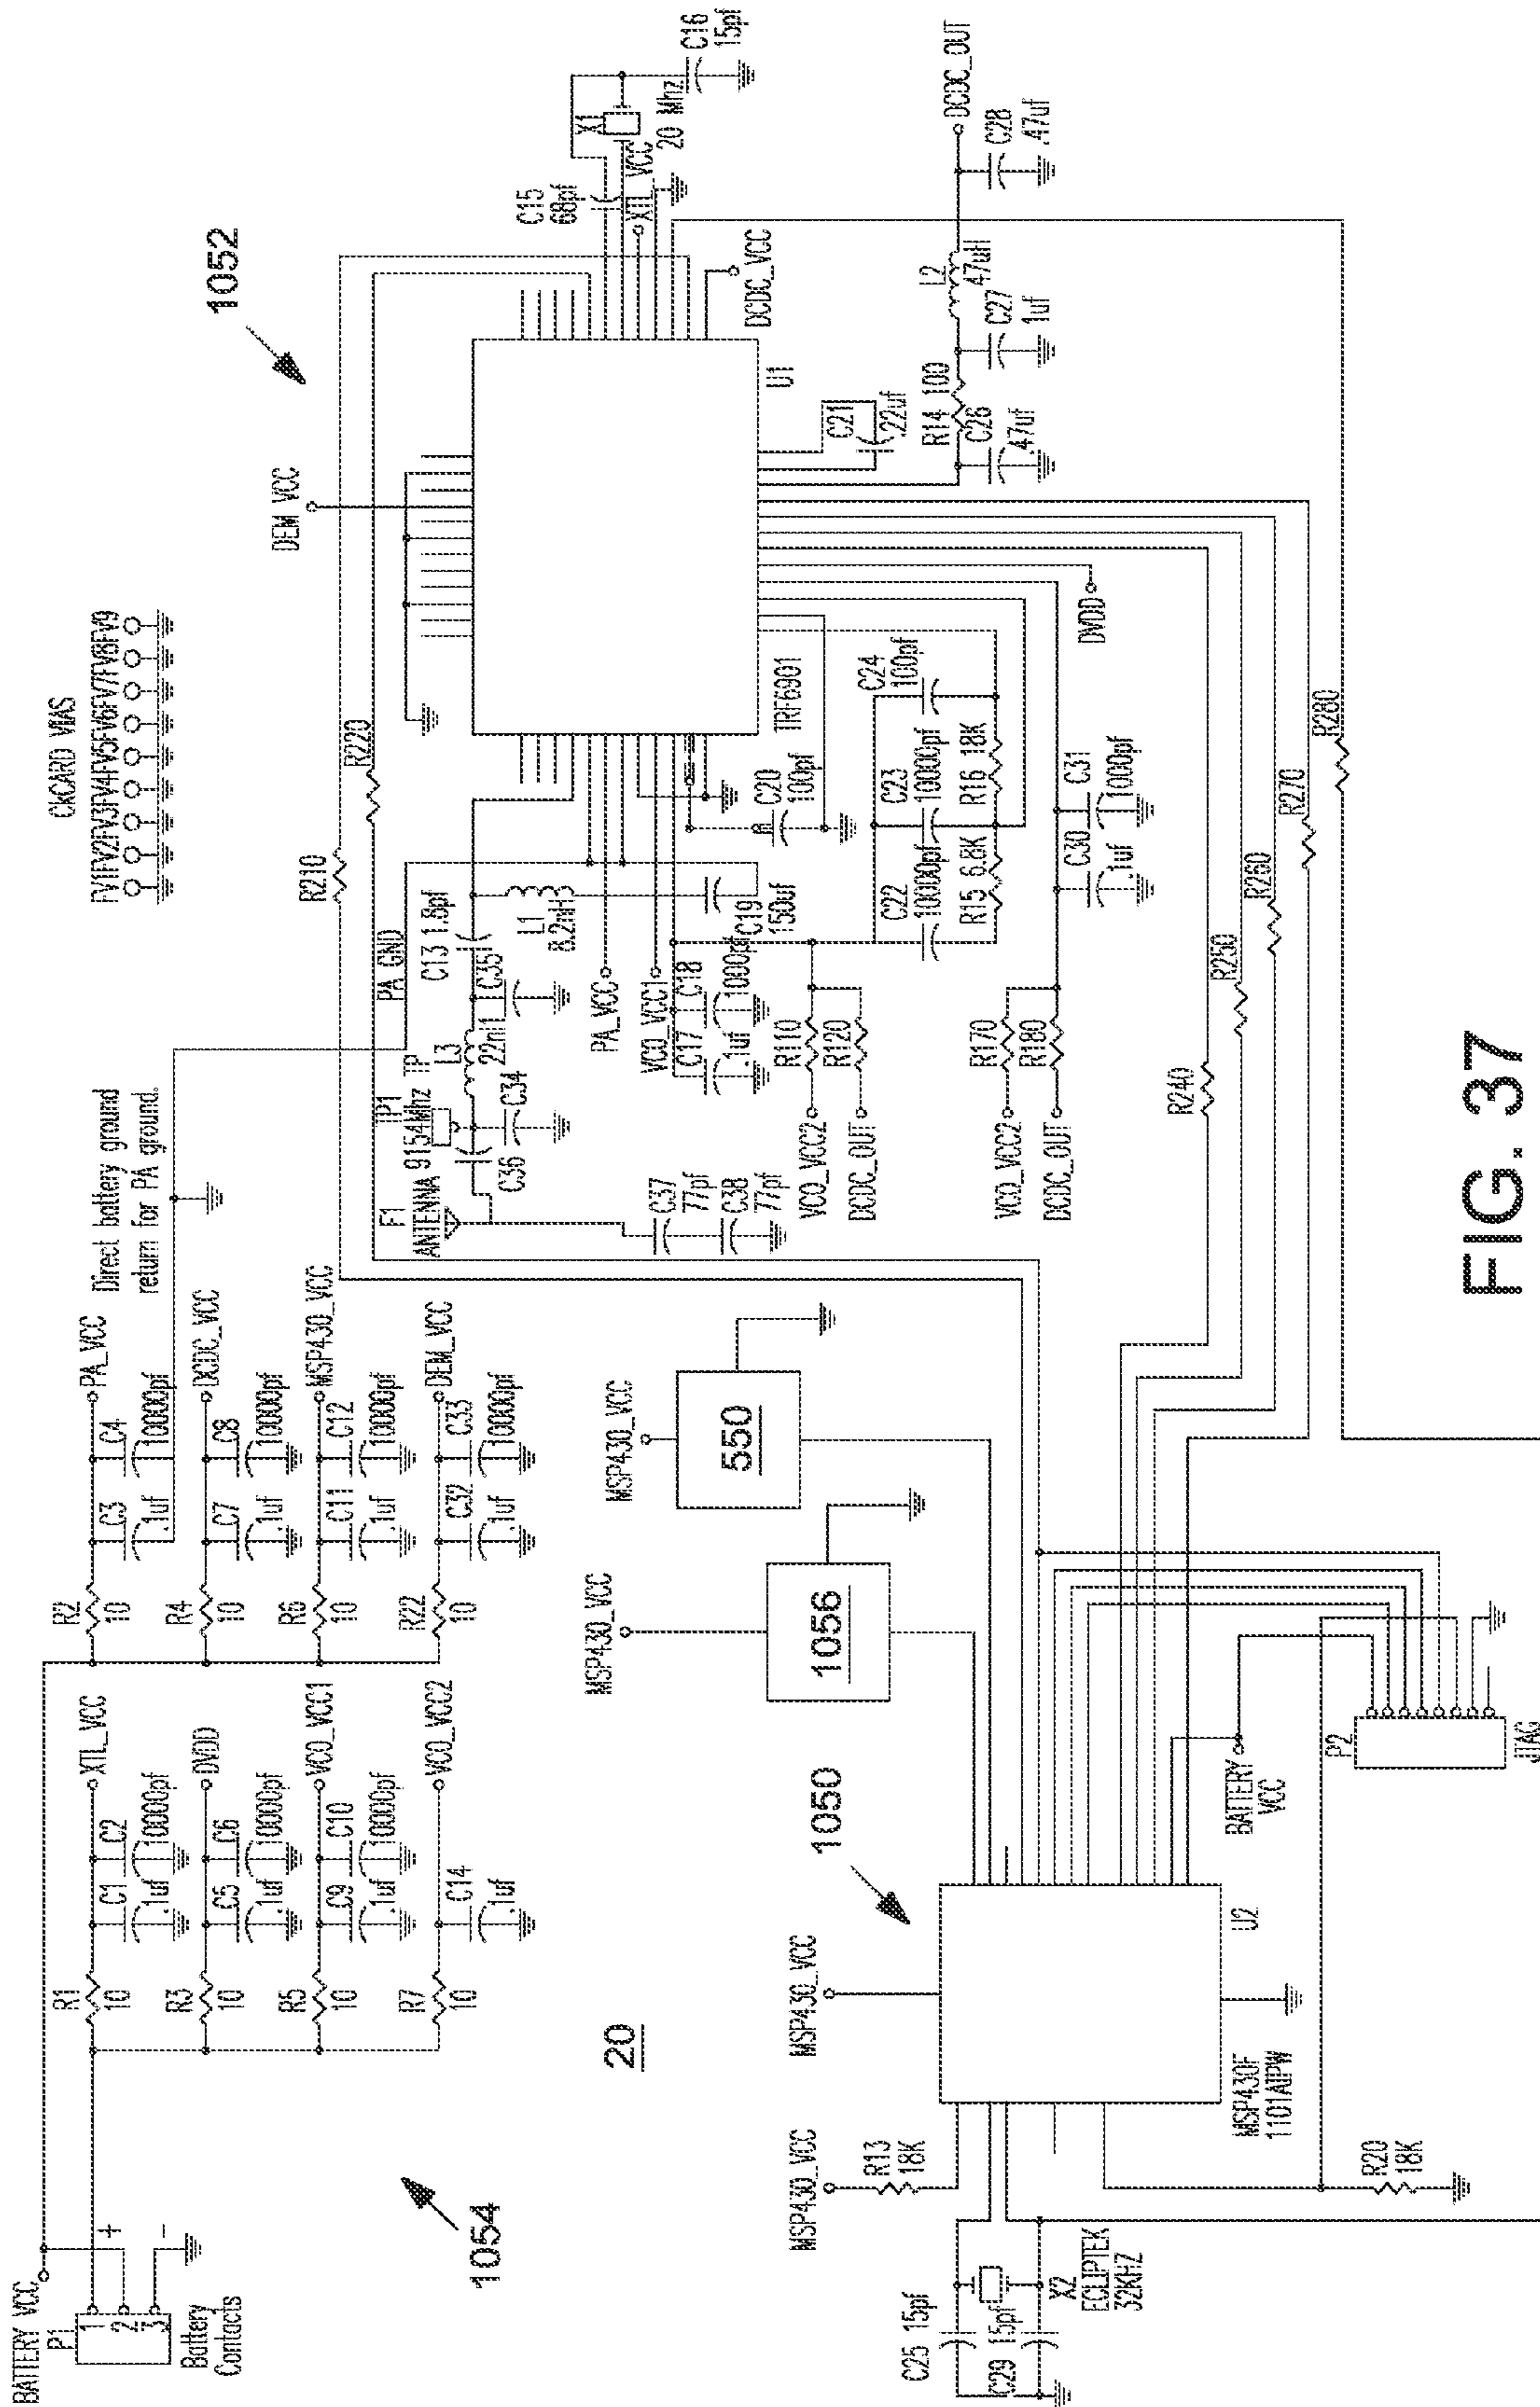 BATTERY VCC
P1
1
2
3
+
-
Battery
Contacts
1054
R1
10
C1
.1uf
C2
10000pf
XTL_VCC
R3
10
C5
.1uf
C6
10000pf
DVDD
R5
10
C9
.1uf
C10
10000pf
VCO_VCC1
R7
10
C14
.1uf
VCO_VCC2
R2
10
C3
.1uf
C4
10000pf
PA_VCC
R4
10
C7
.1uf
C8
10000pf
DCDC_VCC
R6
10
C11
.1uf
C12
10000pf
MSP430_VCC
R22
10
C32
.1uf
C33
10000pf
DEM_VCC
Direct battery ground
return for PA ground.
CKCARD VIAS
FV1FV2FV3FV4FV5FV6FV7FV8FV9
1052
DEM VCC
R210
R220
PA GND
C13 1.8pf
L1
8.2nH
C19
150uf
C35
L3
TP
TP1
9154Mhz
C34
C36
F1
ANTENNA
C37
77pf
C38
77pf
PA_VCC
VCO_VCC1
C17
.1uf
C18
1000pf
C20
100pf
TRF6901
U1
C15
68pf
X1
20 Mhz
C16
15pf
VCC
DCDC_VCC
C21
.22uf
R14 100
C26
.47uf
C27
1uf
L2
47uH
C28
.47uf
DCDC_OUT
VCO_VCC2
DCDC_OUT
R110
R120
C22
10000pf
C23
10000pf
C24
100pf
R15 6.8K
R16 18K
VCO_VCC2
DCDC_OUT
R170
R180
C30
.1uf
C31
1000pf
DVDD
R240
R250
R260
R270
R280
20
MSP430_VCC
550
MSP430_VCC
1056
1050
MSP430_VCC
U2
MSP430F
1101AIPW
MSP430_VCC
R13
18K
C25 15pf
C29 15pf
X2
ECLIPTEK
32KHZ
R20
18K
BATTERY
VCC
P2
JTAG
FIG. 37